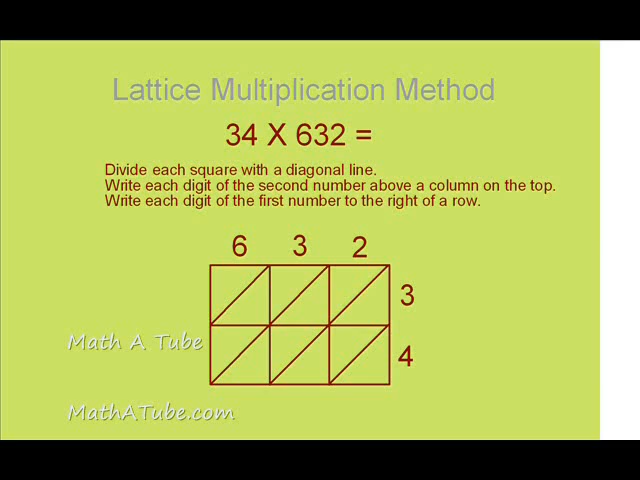 Lattice Multiplication Method
34 X 632 =
Divide each square with a diagonal line.
Write each digit of the second number above a column on the top.
Write each digit of the first number to the right of a row.
6 3 2
3
Math A Tube
4
MathATube.com